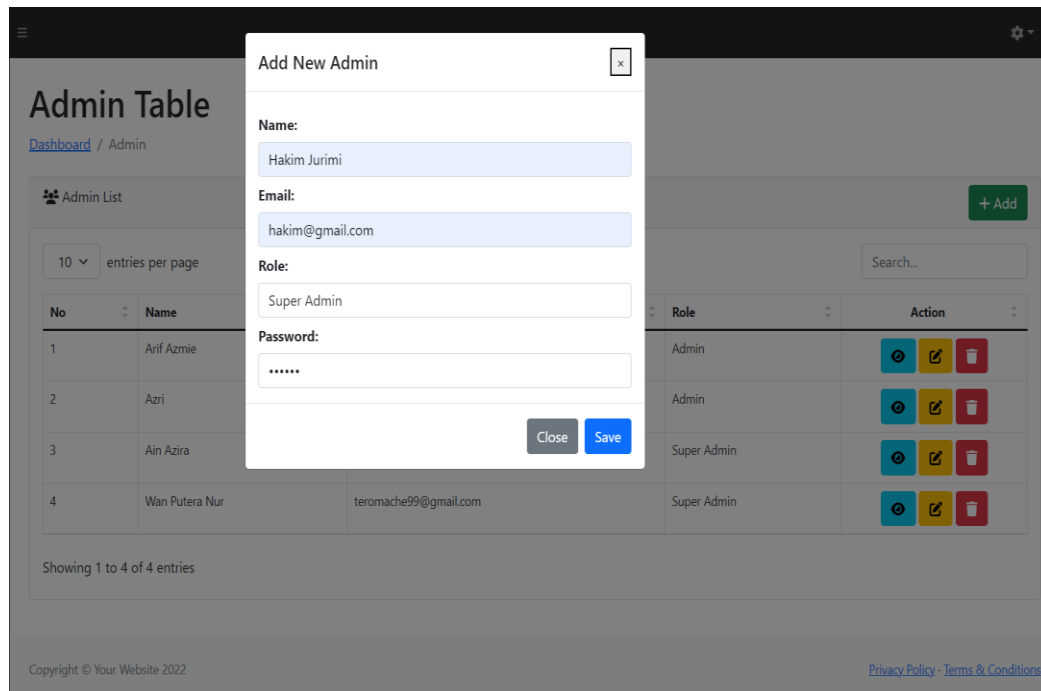 Add New Admin
×
Admin Table
Dashboard / Admin
Name:
Hakim Jurimi
Email:
hakim@gmail.com
Role:
Super Admin
Password:
••••••
Close Save
Admin List
+ Add
10 entries per page
Search...
No Name Role Action
1 Arif Azmie Admin
2 Azri Admin
3 Ain Azira Super Admin
4 Wan Putera Nur teromache99@gmail.com Super Admin
Showing 1 to 4 of 4 entries
Copyright © Your Website 2022
Privacy Policy · Terms & Conditions